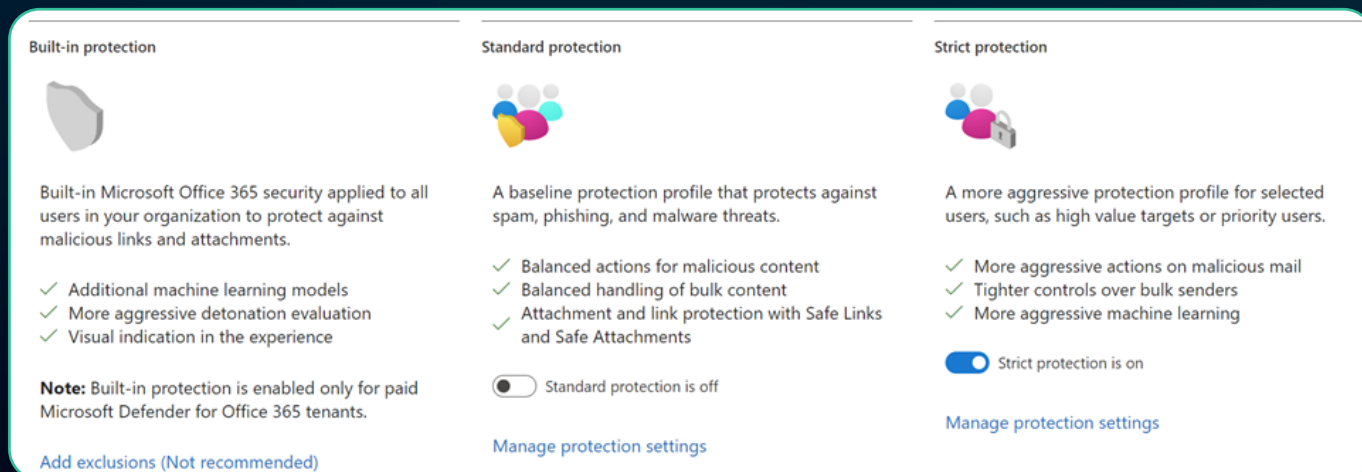 Built-in protection
Built-in Microsoft Office 365 security applied to all
users in your organization to protect against
malicious links and attachments.
Additional machine learning models
More aggressive detonation evaluation
Visual indication in the experience
Note: Built-in protection is enabled only for paid
Microsoft Defender for Office 365 tenants.
Add exclusions (Not recommended)
Standard protection
A baseline protection profile that protects against
spam, phishing, and malware threats.
Balanced actions for malicious content
Balanced handling of bulk content
Attachment and link protection with Safe Links
and Safe Attachments
Standard protection is off
Manage protection settings
Strict protection
A more aggressive protection profile for selected
users, such as high value targets or priority users.
More aggressive actions on malicious mail
Tighter controls over bulk senders
More aggressive machine learning
Strict protection is on
Manage protection settings